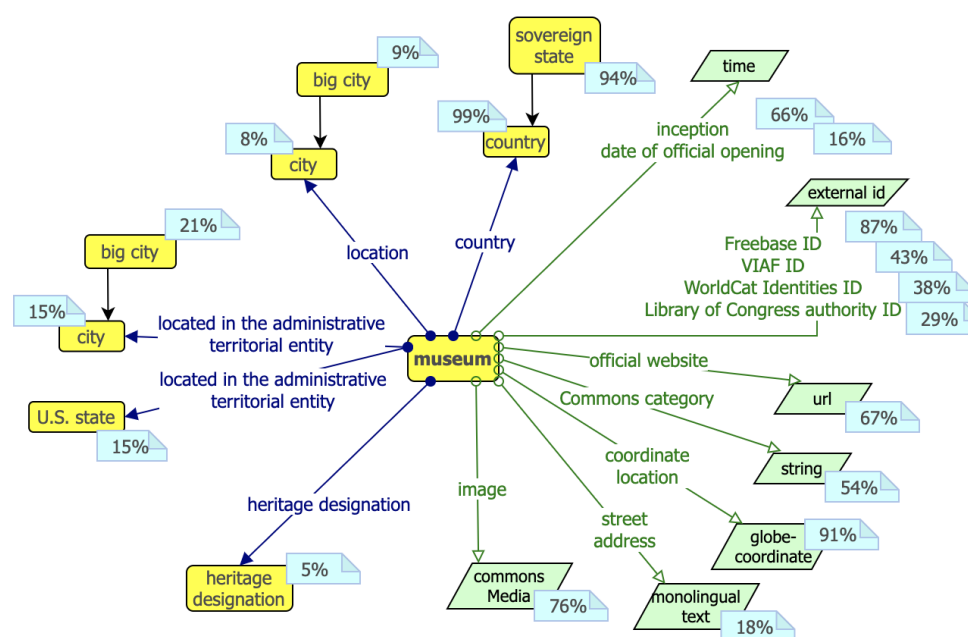 9%
sovereign
state
94%
time
big city
99%
66%
16%
inception
date of official opening
8%
city
country
external id
21%
87%
big city
location
country
Freebase ID
43%
VIAF ID
WorldCat Identities ID
38%
Library of Congress authority ID
29%
15%
city
located in the administrative
territorial entity
museum
official website
located in the administrative
territorial entity
Commons category
url
67%
U.S. state
15%
coordinate
location
string
54%
image
heritage designation
street
address
globe-
coordinate
91%
5%
heritage
designation
commons
Media
76%
monolingual
text
18%